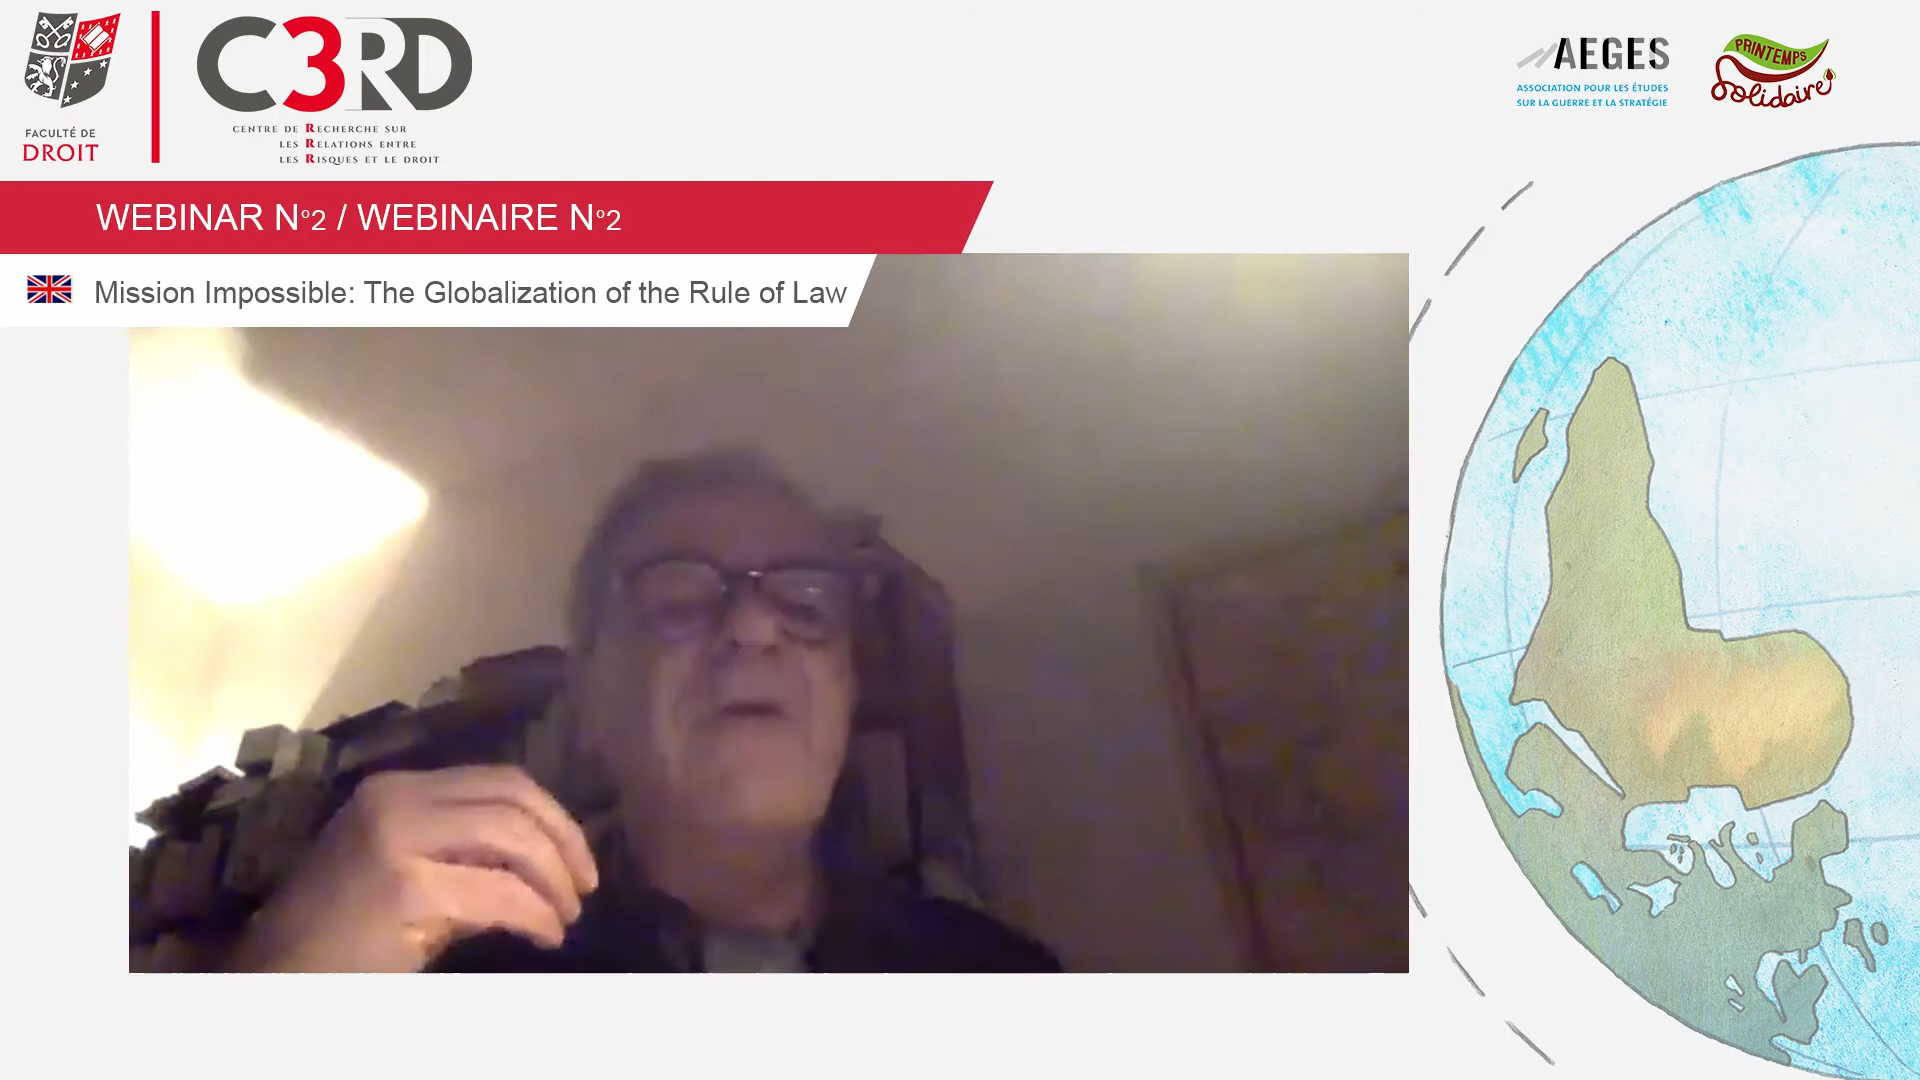 FACULTÉ DE
DROIT
C3RD
CENTRE DE RECHERCHE SUR
LES RELATIONS ENTRE
LES RISQUES ET LE DROIT
AEGES
ASSOCIATION POUR LES ÉTUDES
SUR LA GUERRE ET LA STRATÉGIE
PRINTEMPS
Solidaire
WEBINAR N°2 / WEBINAIRE N°2
Mission Impossible: The Globalization of the Rule of Law